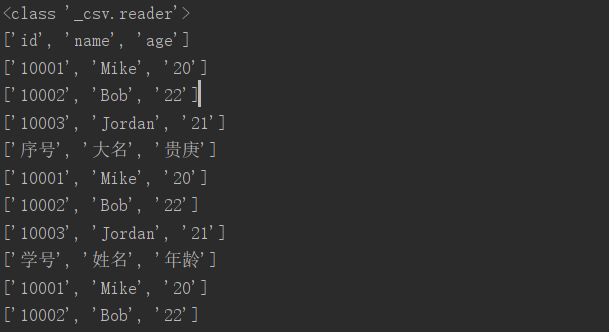 <class '_csv.reader'>
['id', 'name', 'age']
['10001', 'Mike', '20']
['10002', 'Bob', '22']
['10003', 'Jordan', '21']
['序号', '大名', '贵庚']
['10001', 'Mike', '20']
['10002', 'Bob', '22']
['10003', 'Jordan', '21']
['学号', '姓名', '年龄']
['10001', 'Mike', '20']
['10002', 'Bob', '22']